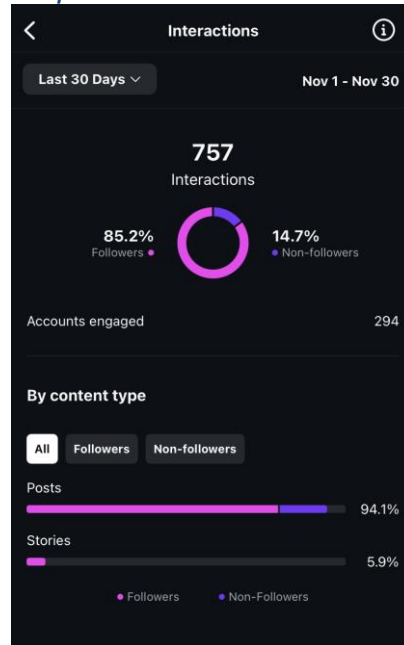 Interactions
Last 30 Days
Nov 1 - Nov 30
757
Interactions
85.2%
Followers
14.7%
Non-followers
Accounts engaged 294
By content type
All Followers Non-followers
Posts
94.1%
Stories
5.9%
Followers Non-Followers